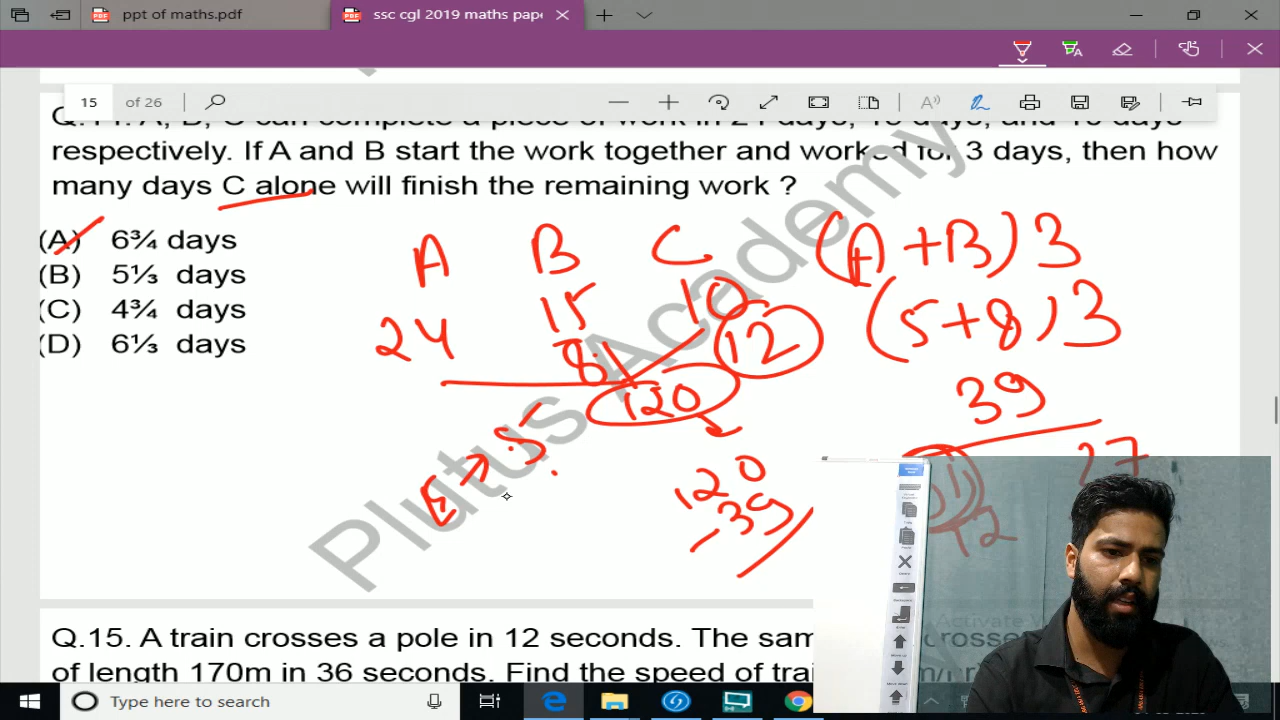 ppt of maths.pdf
ssc cgl 2019 maths pape
15 of 26
respectively. If A and B start the work together and worked for 3 days, then how
many days C alone will finish the remaining work ?
(A) 6¾ days
(B) 5⅓ days
(C) 4¾ days
(D) 6⅓ days
A B C
24 15 10
8 12
120
(A+B)3
(5+8)3
39
27
120
-39
Plutus Academy
Q.15. A train crosses a pole in 12 seconds. The sam
of length 170m in 36 seconds. Find the speed of trai
Type here to search